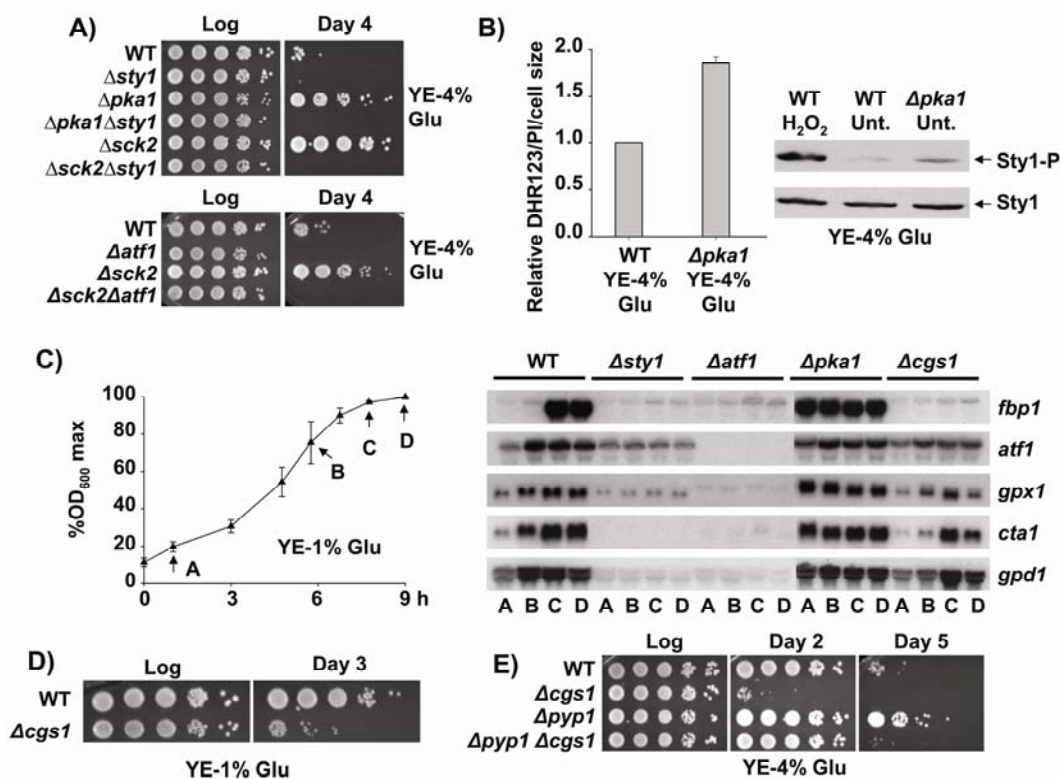 A)
Log
Day 4
WT
Δsty1
Δpka1
Δpka1Δsty1
Δsck2
Δsck2Δsty1
YE-4%
Glu
Log
Day 4
WT
Δatf1
Δsck2
Δsck2Δatf1
YE-4%
Glu
B)
Relative DHR123/PI/cell size
2.0
1.5
1.0
0.5
0.0
WT
YE-4%
Glu
Δpka1
YE-4%
Glu
WT
H2O2
WT
Unt.
Δpka1
Unt.
Sty1-P
Sty1
YE-4% Glu
C)
%OD600 max
100
80
60
40
20
0
0
3
6
9 h
A
B
C
D
YE-1% Glu
WT
Δsty1
Δatf1
Δpka1
Δcgs1
fbp1
atf1
gpx1
cta1
gpd1
A B C D A B C D A B C D A B C D A B C D
D)
Log
Day 3
WT
Δcgs1
YE-1% Glu
E)
Log
Day 2
Day 5
WT
Δcgs1
Δpyp1
Δpyp1 Δcgs1
YE-4% Glu